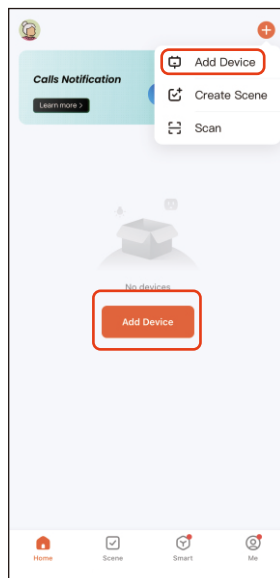 Calls Notification
Learn more >
Add Device
Create Scene
Scan
No devices
Add Device
Home
Scene
Smart
Me